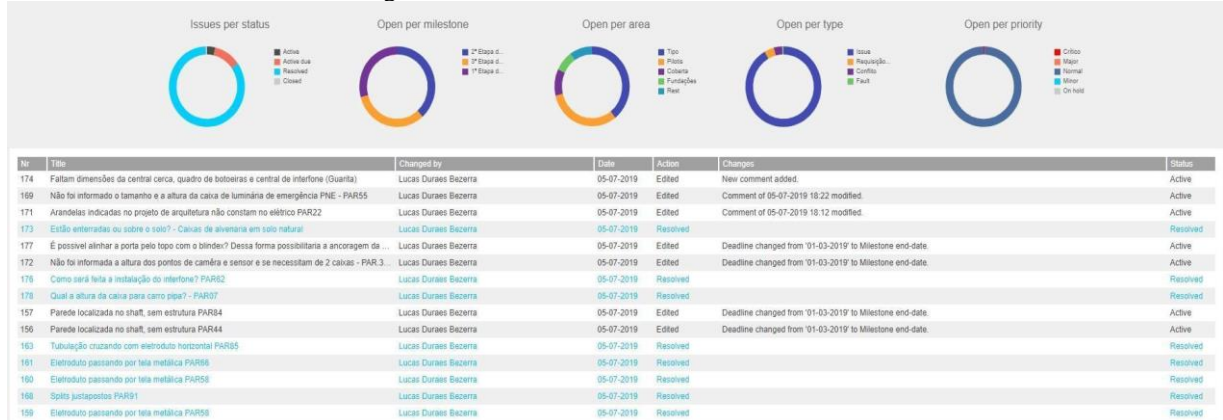 Issues per status
Open per milestone
Open per area
Open per type
Open per priority
Active
Active due
Resolved
Closed
2ª Etapa d...
3ª Etapa d...
1ª Etapa d...
Tipo
Pilotis
Coberta
Fundações
Rest
Issue
Requisição...
Conflito
Fault
Crítico
Major
Normal
Minor
On hold
Nr Title Changed by Date Action Changes Status
174 Faltam dimensões da central cerca, quadro de botoeiras e central de interfone (Guarita) Lucas Duraes Bezerra 05-07-2019 Edited New comment added. Active
169 Não foi informado o tamanho e a altura da caixa de luminária de emergência PNE - PAR55 Lucas Duraes Bezerra 05-07-2019 Edited Comment of 05-07-2019 18:22 modified. Active
171 Arandelas indicadas no projeto de arquitetura não constam no elétrico PAR22 Lucas Duraes Bezerra 05-07-2019 Edited Comment of 05-07-2019 18:12 modified. Active
173 Estão enterradas ou sobre o solo? - Caixas de alvenaria em solo natural Lucas Duraes Bezerra 05-07-2019 Resolved Resolved
177 É possivel alinhar a porta pelo topo com o blindex? Dessa forma possibilitaria a ancoragem da ... Lucas Duraes Bezerra 05-07-2019 Edited Deadline changed from '01-03-2019' to Milestone end-date. Active
172 Não foi informada a altura dos pontos de camêra e sensor e se necessitam de 2 caixas - PAR.3... Lucas Duraes Bezerra 05-07-2019 Edited Deadline changed from '01-03-2019' to Milestone end-date. Active
176 Como será feita a instalação do interfone? PAR62 Lucas Duraes Bezerra 05-07-2019 Resolved Resolved
178 Qual a altura da caixa para carro pipa? - PAR07 Lucas Duraes Bezerra 05-07-2019 Resolved Resolved
157 Parede localizada no shaft, sem estrutura PAR84 Lucas Duraes Bezerra 05-07-2019 Edited Deadline changed from '01-03-2019' to Milestone end-date. Active
156 Parede localizada no shaft, sem estrutura PAR44 Lucas Duraes Bezerra 05-07-2019 Edited Deadline changed from '01-03-2019' to Milestone end-date. Active
163 Tubulação cruzando com eletroduto horizontal PAR85 Lucas Duraes Bezerra 05-07-2019 Resolved Resolved
161 Eletroduto passando por tela metálica PAR66 Lucas Duraes Bezerra 05-07-2019 Resolved Resolved
160 Eletroduto passando por tela metálica PAR58 Lucas Duraes Bezerra 05-07-2019 Resolved Resolved
168 Splits justapostos PAR91 Lucas Duraes Bezerra 05-07-2019 Resolved Resolved
159 Eletroduto passando por tela metálica PAR59 Lucas Duraes Bezerra 05-07-2019 Resolved Resolved